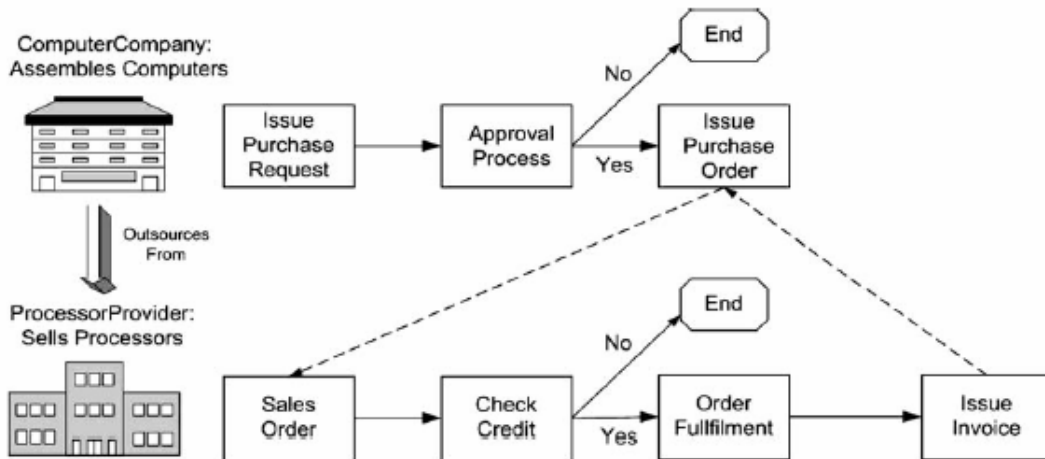 ComputerCompany:
Assembles Computers
End
No
Issue
Purchase
Request
Approval
Process
Yes
Issue
Purchase
Order
Outsources
From
ProcessorProvider:
Sells Processors
End
No
Sales
Order
Check
Credit
Yes
Order
Fullfilment
Issue
Invoice